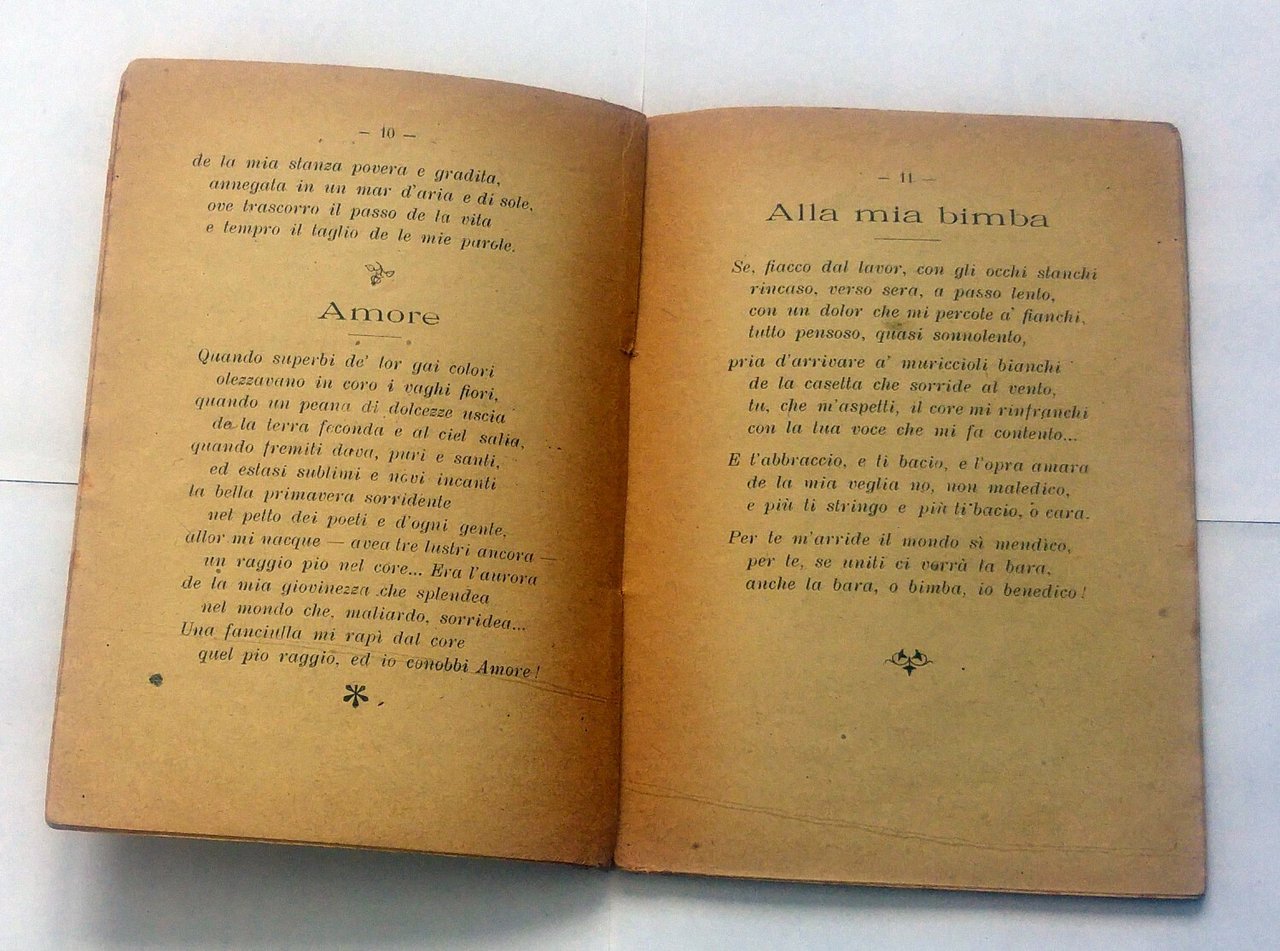 — 10 —
de la mia stanza povera e gradita,
annegata in un mar d'aria e di sole,
ove trascorro il passo de la vita
e tempro il taglio de le mie parole.
Amore
Quando superbi de' lor gai colori
olezzavano in coro i vaghi fiori,
quando un peana di dolcezze uscia
de la terra feconda e al ciel salia,
quando fremiti dava, puri e santi,
ed estasi sublimi e novi incanti
la bella primavera sorridente
nel petto dei poeti e d'ogni gente,
allor mi nacque — avea tre lustri ancora —
un raggio pio nel core... Era l'aurora
de la mia giovinezza che splendea
nel mondo che, maliardo, sorridea...
Una fanciulla mi rapì dal core
quel pio raggio, ed io conobbi Amore!
— 11 —
Alla mia bimba
Se, fiacco dal lavor, con gli occhi stanchi
rincaso, verso sera, a passo lento,
con un dolor che mi percote a' fianchi,
tutto pensoso, quasi sonnolento,
pria d'arrivare a' muriccioli bianchi
de la casetta che sorride al vento,
tu, che m'aspetti, il core mi rinfranchi
con la tua voce che mi fa contento...
E t'abbraccio, e ti bacio, e l'opra amara
de la mia veglia no, non maledico,
e più ti stringo e più ti bacio, o cara.
Per te m'arride il mondo sì mendico,
per te, se uniti ci vorrà la bara,
anche la bara, o bimba, io benedico!